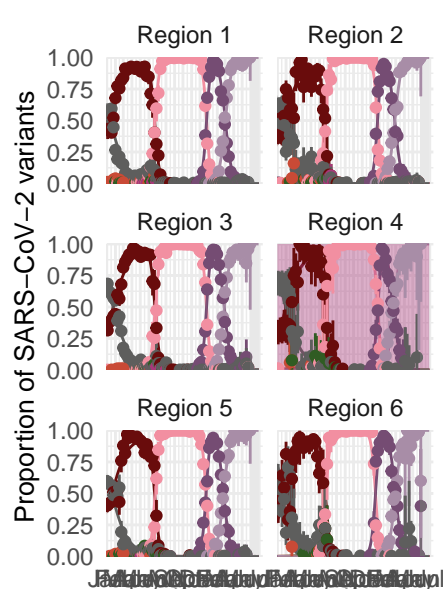 Region 1
Region 2
1.00
0.75
0.50
0.25
0.00
Region 3
Region 4
1.00
0.75
0.50
0.25
0.00
Region 5
Region 6
1.00
0.75
0.50
0.25
0.00
Proportion of SARS−CoV−2 variants